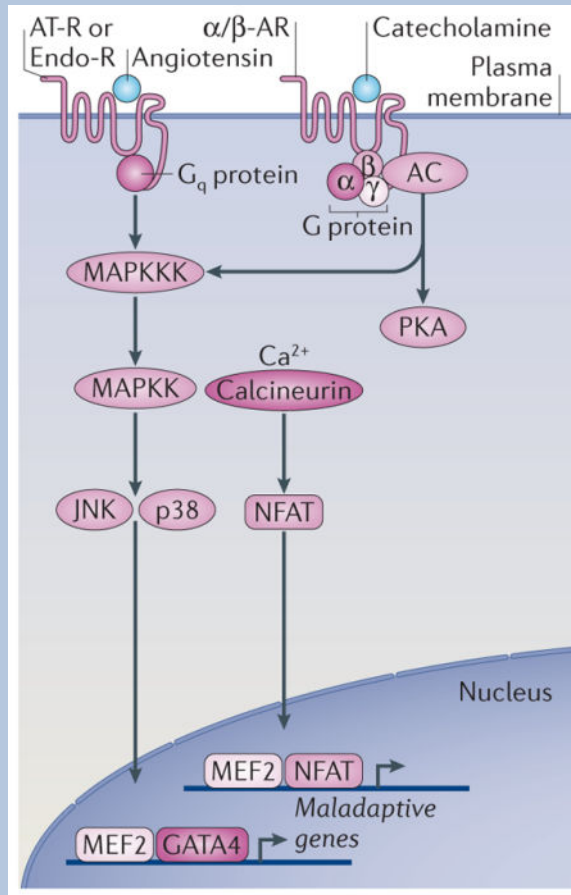 AT-R or
Endo-R
Angiotensin
α/β-AR
Catecholamine
Plasma
membrane
Gq protein
α
β
γ
AC
G protein
MAPKKK
PKA
MAPKK
Ca²⁺
Calcineurin
JNK
p38
NFAT
Nucleus
MEF2
NFAT
Maladaptive
genes
MEF2
GATA4